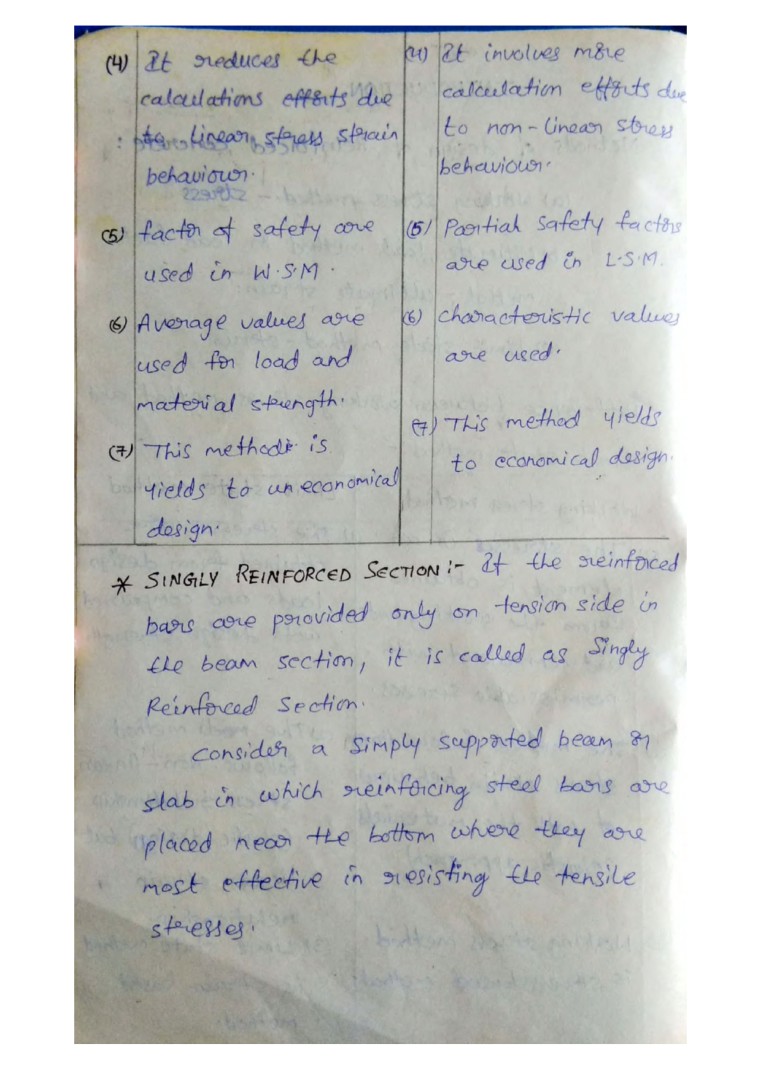 (4) It reduces the
calculations efforts due
to linear stress strain
behaviour.
(5) factor of safety are
used in W.S.M.
(6) Average values are
used for load and
material strength.
(7) This method is
yields to uneconomical
design.
(4) It involves more
calculation efforts due
to non-linear stress
behaviour.
(5) Partial safety factors
are used in L.S.M.
(6) characteristic values
are used.
(7) This method yields
to economical design.
* SINGLY REINFORCED SECTION :- If the reinforced
bars are provided only on tension side in
the beam section, it is called as Singly
Reinforced Section.
Consider a simply supported beam or
slab in which reinforcing steel bars are
placed near the bottom where they are
most effective in resisting the tensile
stresses.